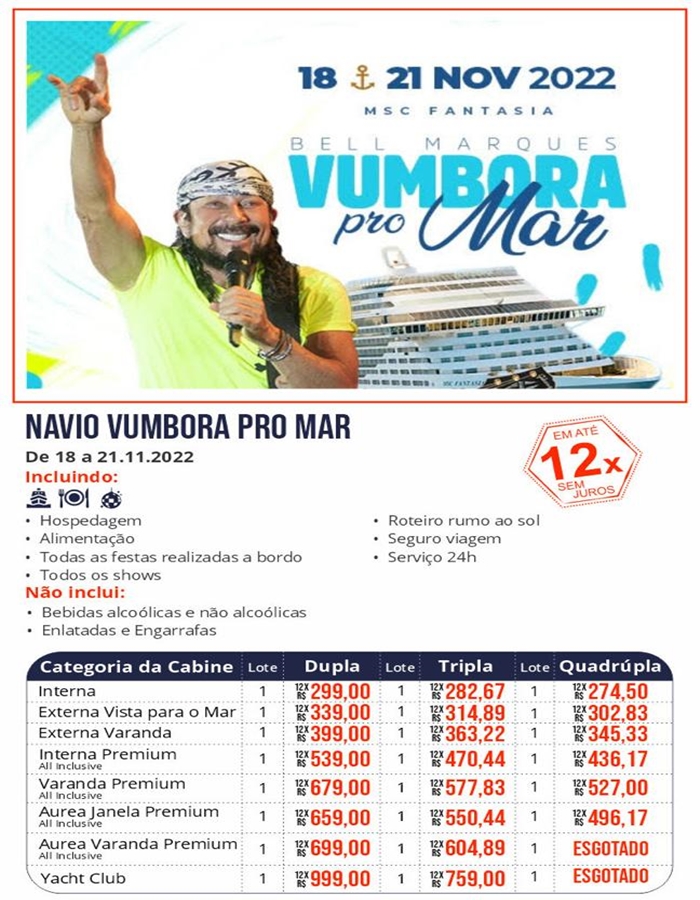 18 21 NOV 2022
MSC FANTASIA
BELL MARQUES
VUMBORA
pro Mar
MSC FANTASIA
NAVIO VUMBORA PRO MAR
De 18 a 21.11.2022
EM ATÉ
12x
SEM
JUROS
Incluindo:
• Hospedagem
• Alimentação
• Todas as festas realizadas a bordo
• Todos os shows
• Roteiro rumo ao sol
• Seguro viagem
• Serviço 24h
Não inclui:
• Bebidas alcoólicas e não alcoólicas
• Enlatadas e Engarrafas
Categoria da Cabine Lote Dupla Lote Tripla Lote Quadrúpla
Interna 1 12X R$ 299,00 1 12X R$ 282,67 1 12X R$ 274,50
Externa Vista para o Mar 1 12X R$ 339,00 1 12X R$ 314,89 1 12X R$ 302,83
Externa Varanda 1 12X R$ 399,00 1 12X R$ 363,22 1 12X R$ 345,33
Interna Premium 1 12X R$ 539,00 1 12X R$ 470,44 1 12X R$ 436,17
All Inclusive
Varanda Premium 1 12X R$ 679,00 1 12X R$ 577,83 1 12X R$ 527,00
All Inclusive
Aurea Janela Premium 1 12X R$ 659,00 1 12X R$ 550,44 1 12X R$ 496,17
All Inclusive
Aurea Varanda Premium 1 12X R$ 699,00 1 12X R$ 604,89 1 ESGOTADO
All Inclusive
Yacht Club 1 12X R$ 999,00 1 12X R$ 759,00 1 ESGOTADO